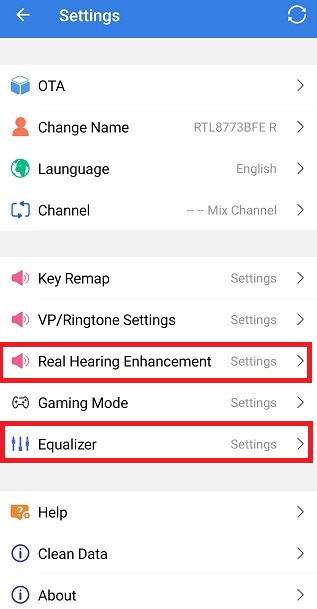 Settings
OTA
Change Name RTL8773BFE R
Launguage English
Channel -- -- Mix Channel
Key Remap Settings
VP/Ringtone Settings Settings
Real Hearing Enhancement Settings
Gaming Mode Settings
Equalizer Settings
Help
Clean Data
About